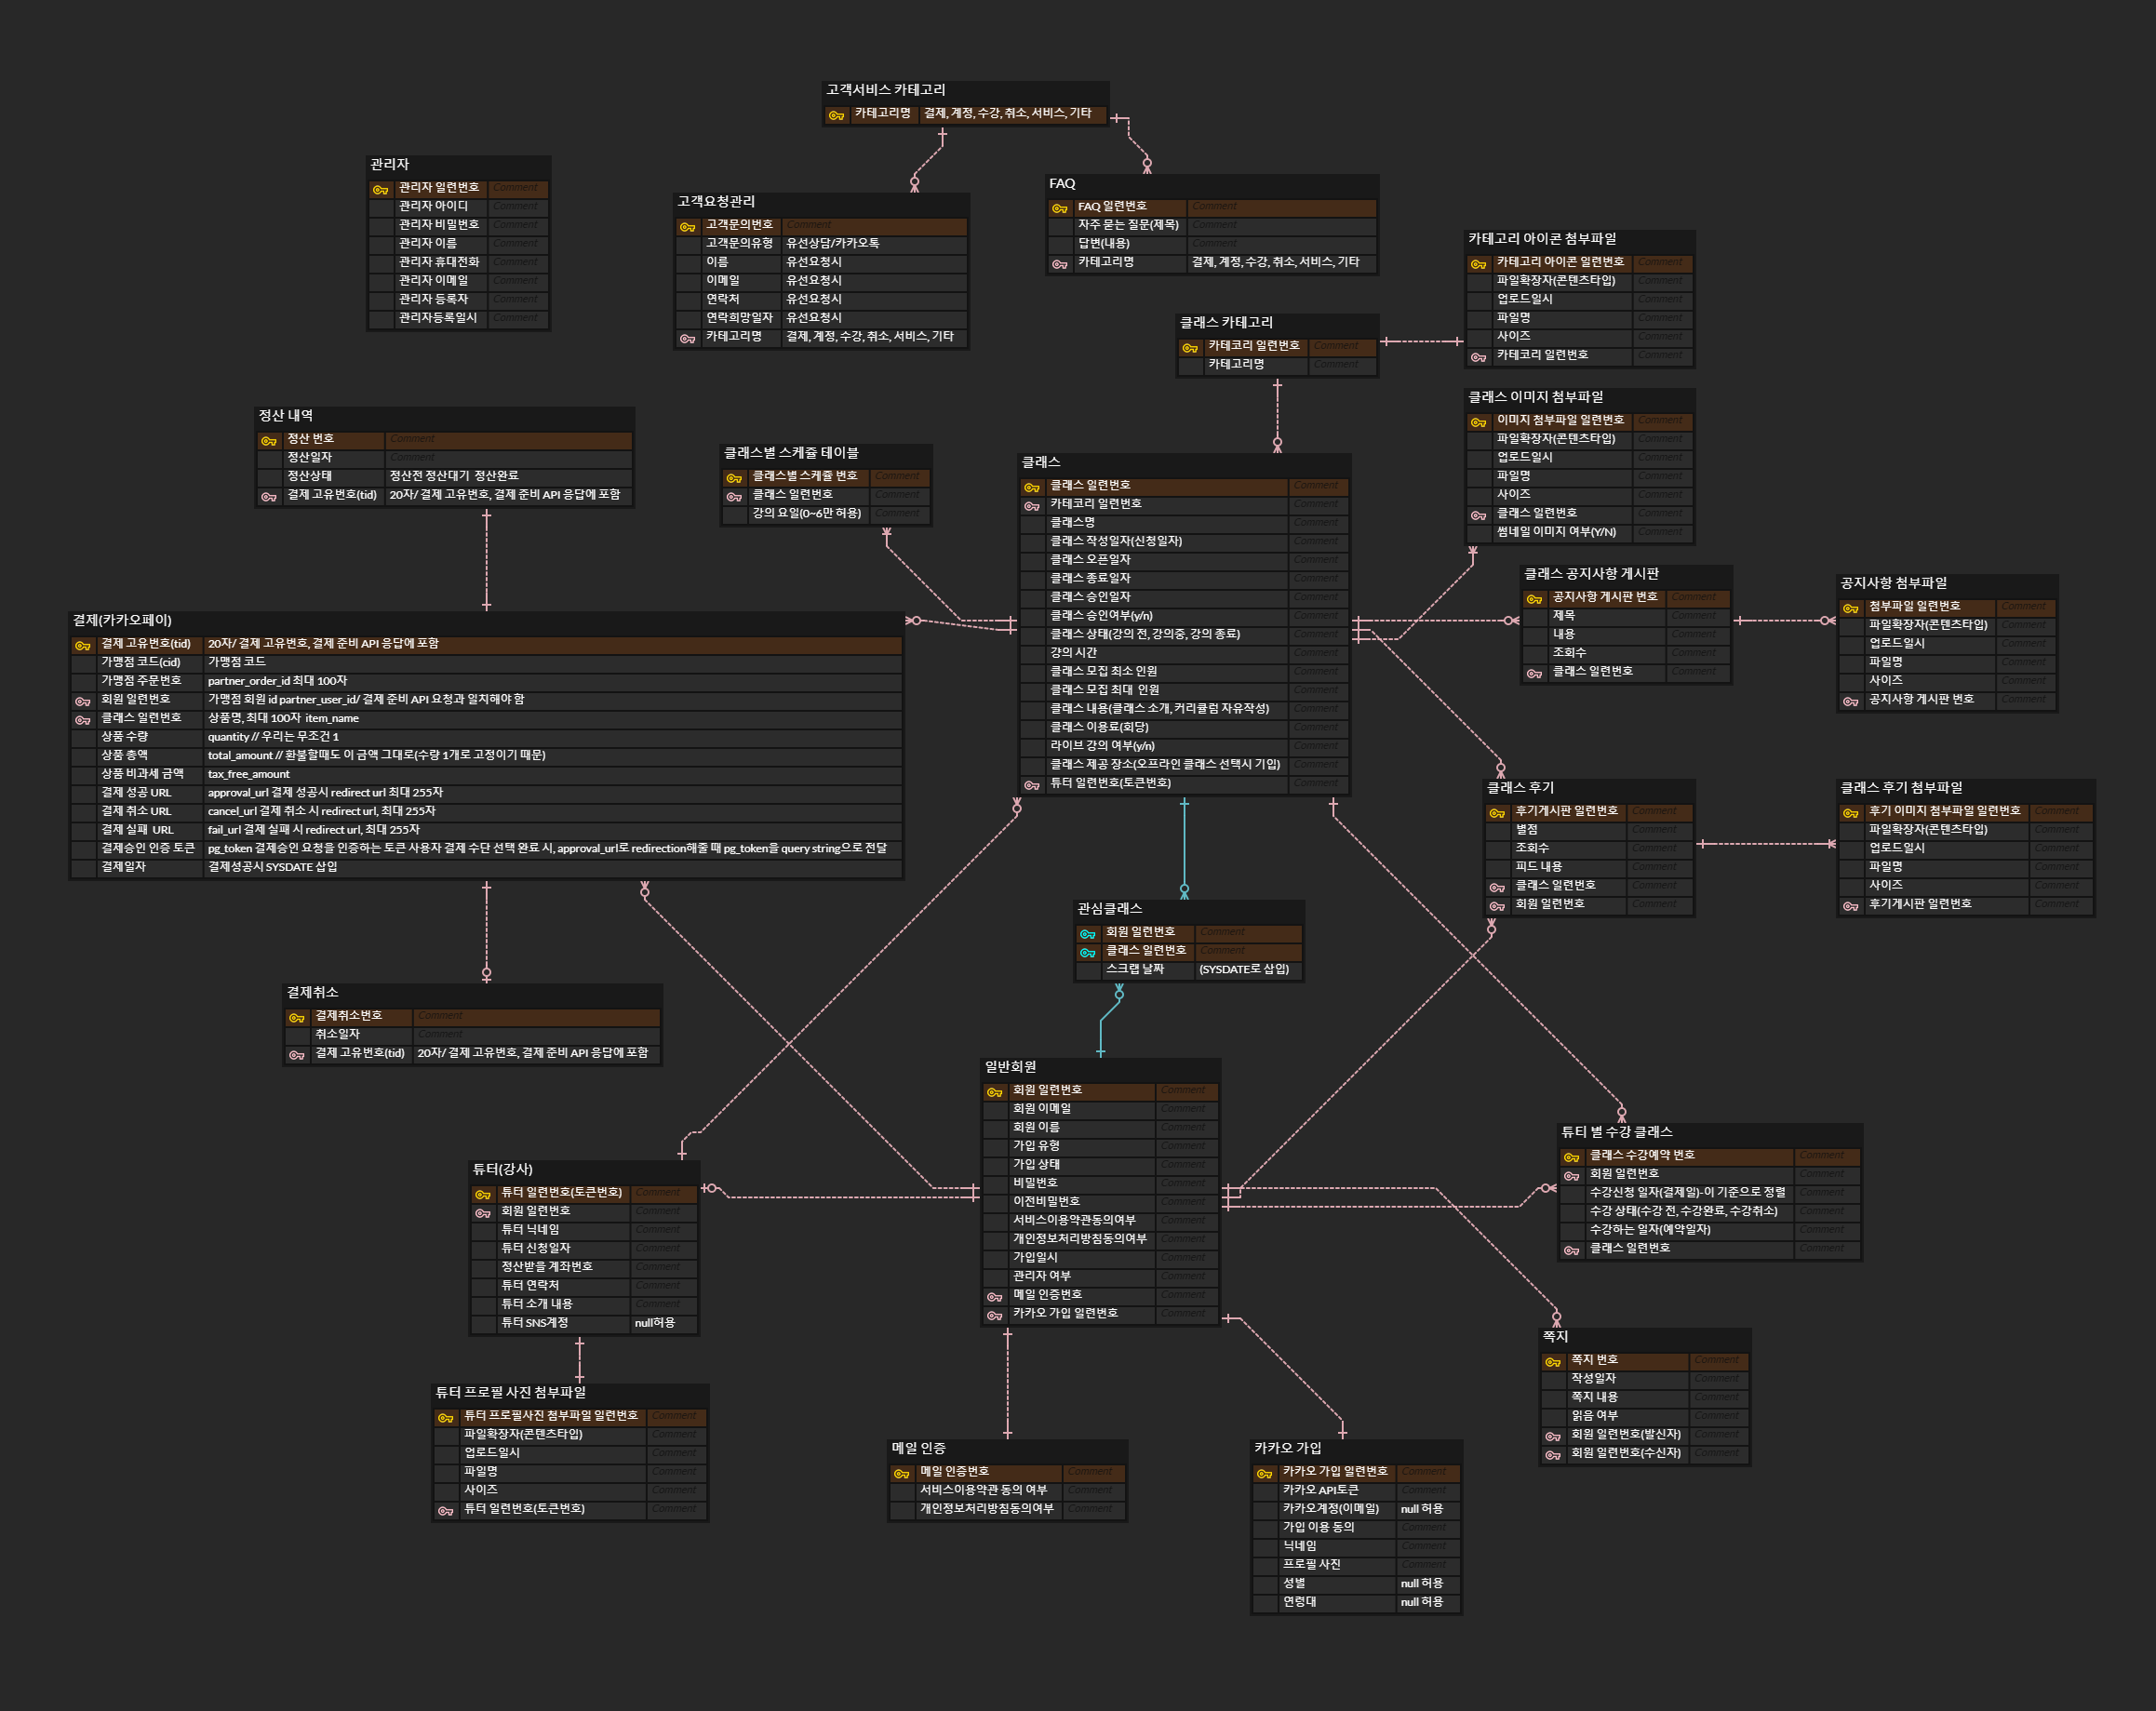 고객서비스 카테고리
카테고리명 결제, 계정, 수강, 취소, 서비스, 기타
관리자
관리자 일련번호 Comment
관리자 아이디 Comment
관리자 비밀번호 Comment
관리자 이름 Comment
관리자 휴대전화 Comment
관리자 이메일 Comment
관리자 등록자 Comment
관리자등록일시 Comment
고객요청관리
고객문의번호 Comment
고객문의유형 유선상담/카카오톡
이름 유선요청시
이메일 유선요청시
연락처 유선요청시
연락희망일자 유선요청시
카테고리명 결제, 계정, 수강, 취소, 서비스, 기타
FAQ
FAQ 일련번호 Comment
자주 묻는 질문(제목) Comment
답변(내용) Comment
카테고리명 결제, 계정, 수강, 취소, 서비스, 기타
카테고리 아이콘 첨부파일
카테고리 아이콘 일련번호 Comment
파일확장자(콘텐츠타입) Comment
업로드일시 Comment
파일명 Comment
사이즈 Comment
카테코리 일련번호 Comment
클래스 카테고리
카테코리 일련번호 Comment
카테고리명 Comment
클래스 이미지 첨부파일
이미지 첨부파일 일련번호 Comment
파일확장자(콘텐츠타입) Comment
업로드일시 Comment
파일명 Comment
사이즈 Comment
클래스 일련번호 Comment
썸네일 이미지 여부(Y/N) Comment
정산 내역
정산 번호 Comment
정산일자 Comment
정산상태 정산전 정산대기 정산완료
결제 고유번호(tid) 20자/ 결제 고유번호, 결제 준비 API 응답에 포함
클래스별 스케쥴 테이블
클래스별 스케쥴 번호 Comment
클래스 일련번호 Comment
강의 요일(0~6만 허용) Comment
클래스
클래스 일련번호 Comment
카테코리 일련번호 Comment
클래스명 Comment
클래스 작성일자(신청일자) Comment
클래스 오픈일자 Comment
클래스 종료일자 Comment
클래스 승인일자 Comment
클래스 승인여부(y/n) Comment
클래스 상태(강의 전, 강의중, 강의 종료) Comment
강의 시간 Comment
클래스 모집 최소 인원 Comment
클래스 모집 최대 인원 Comment
클래스 내용(클래스 소개, 커리큘럼 자유작성) Comment
클래스 이용료(회당) Comment
라이브 강의 여부(y/n) Comment
클래스 제공 장소(오프라인 클래스 선택시 기입) Comment
튜터 일련번호(토큰번호) Comment
클래스 공지사항 게시판
공지사항 게시판 번호 Comment
제목 Comment
내용 Comment
조회수 Comment
클래스 일련번호 Comment
공지사항 첨부파일
첨부파일 일련번호 Comment
파일확장자(콘텐츠타입) Comment
업로드일시 Comment
파일명 Comment
사이즈 Comment
공지사항 게시판 번호 Comment
결제(카카오페이)
결제 고유번호(tid) 20자/ 결제 고유번호, 결제 준비 API 응답에 포함
가맹점 코드(cid) 가맹점 코드
가맹점 주문번호 partner_order_id 최대 100자
회원 일련번호 가맹점 회원 id partner_user_id/ 결제 준비 API 요청과 일치해야 함
클래스 일련번호 상품명, 최대 100자 item_name
상품 수량 quantity // 우리는 무조건 1
상품 총액 total_amount // 환불할때도 이 금액 그대로(수량 1개로 고정이기 때문)
상품 비과세 금액 tax_free_amount
결제 성공 URL approval_url 결제 성공시 redirect url 최대 255자
결제 취소 URL cancel_url 결제 취소 시 redirect url, 최대 255자
결제 실패 URL fail_url 결제 실패 시 redirect url, 최대 255자
결제승인 인증 토큰 pg_token 결제승인 요청을 인증하는 토큰 사용자 결제 수단 선택 완료 시, approval_url로 redirection해줄 때 pg_token을 query string으로 전달
결제일자 결제성공시 SYSDATE 삽입
클래스 후기
후기게시판 일련번호 Comment
별점 Comment
조회수 Comment
피드 내용 Comment
클래스 일련번호 Comment
회원 일련번호 Comment
클래스 후기 첨부파일
후기 이미지 첨부파일 일련번호 Comment
파일확장자(콘텐츠타입) Comment
업로드일시 Comment
파일명 Comment
사이즈 Comment
후기게시판 일련번호 Comment
관심클래스
회원 일련번호 Comment
클래스 일련번호 Comment
스크랩 날짜 (SYSDATE로 삽입)
결제취소
결제취소번호 Comment
취소일자 Comment
결제 고유번호(tid) 20자/ 결제 고유번호, 결제 준비 API 응답에 포함
일반회원
회원 일련번호 Comment
회원 이메일 Comment
회원 이름 Comment
가입 유형 Comment
가입 상태 Comment
비밀번호 Comment
이전비밀번호 Comment
서비스이용약관동의여부 Comment
개인정보처리방침동의여부 Comment
가입일시 Comment
관리자 여부 Comment
메일 인증번호 Comment
카카오 가입 일련번호 Comment
튜티 별 수강 클래스
클래스 수강예약 번호 Comment
회원 일련번호 Comment
수강신청 일자(결제일)-이 기준으로 정렬 Comment
수강 상태(수강 전, 수강완료, 수강취소) Comment
수강하는 일자(예약일자) Comment
클래스 일련번호 Comment
튜터(강사)
튜터 일련번호(토큰번호) Comment
회원 일련번호 Comment
튜터 닉네임 Comment
튜터 신청일자 Comment
정산받을 계좌번호 Comment
튜터 연락처 Comment
튜터 소개 내용 Comment
튜터 SNS계정 null허용
쪽지
쪽지 번호 Comment
작성일자 Comment
쪽지 내용 Comment
읽음 여부 Comment
회원 일련번호(발신자) Comment
회원 일련번호(수신자) Comment
튜터 프로필 사진 첨부파일
튜터 프로필사진 첨부파일 일련번호 Comment
파일확장자(콘텐츠타입) Comment
업로드일시 Comment
파일명 Comment
사이즈 Comment
튜터 일련번호(토큰번호) Comment
메일 인증
메일 인증번호 Comment
서비스이용약관 동의 여부 Comment
개인정보처리방침동의여부 Comment
카카오 가입
카카오 가입 일련번호 Comment
카카오 API토큰 Comment
카카오계정(이메일) null 허용
가입 이용 동의 Comment
닉네임 Comment
프로필 사진 Comment
성별 null 허용
연령대 null 허용